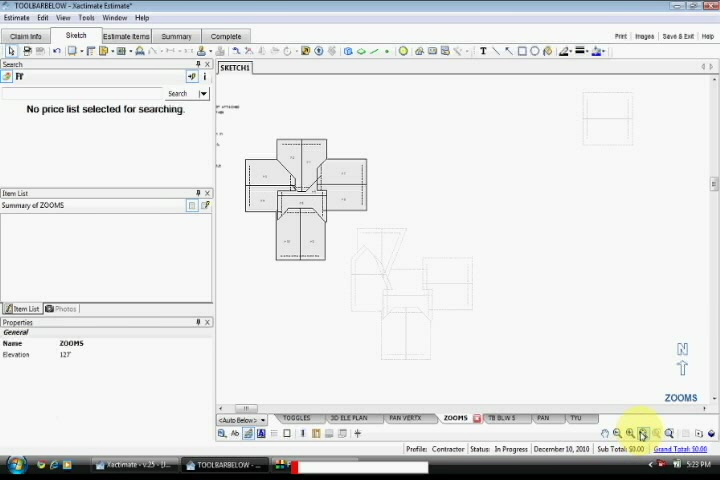 TOOLBARBELOW - Xactimate Estimate*
Estimate Edit View Tools Window Help
Claim Info Sketch Estimate Items Summary Complete
Print Images Save & Exit Help
Search
SKETCH1
Search
No price list selected for searching.
Item List
Summary of ZOOMS
Item List Photos
Properties
General
Name ZOOMS
Elevation 127'
N
ZOOMS
<Auto Below> TOGGLES 3D ELE PLAN PAN VERTX ZOOMS TB BLW S PAN TYU
Profile: Contractor Status: In Progress December 10, 2010 Sub Total: $0.00 Grand Total: $0.00
Xactimate - v.25 - [J... TOOLBARBELOW - ... 5:23 PM